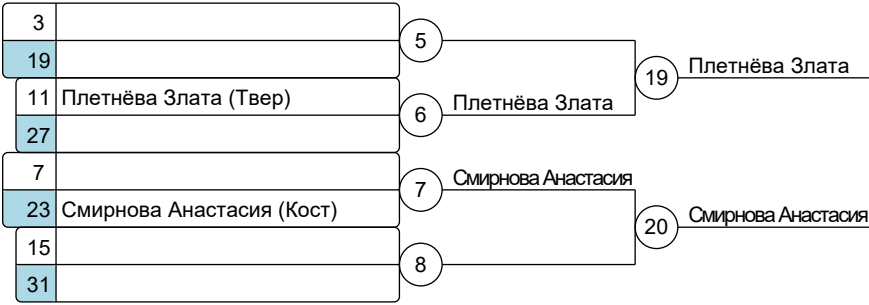 3
5
19
19 Плетнёва Злата
11 Плетнёва Злата (Твер)
6 Плетнёва Злата
27
7
7 Смирнова Анастасия
23 Смирнова Анастасия (Кост)
20 Смирнова Анастасия
15
8
31